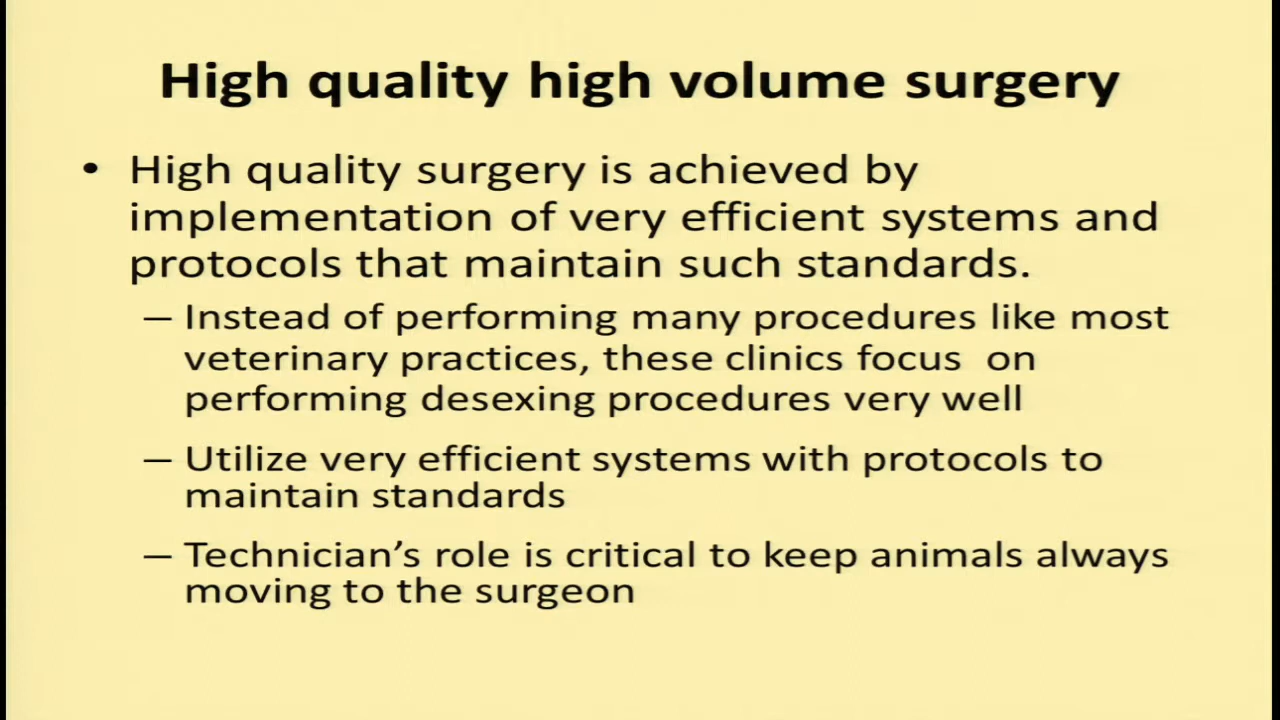 High quality high volume surgery
• High quality surgery is achieved by
implementation of very efficient systems and
protocols that maintain such standards.
– Instead of performing many procedures like most
veterinary practices, these clinics focus on
performing desexing procedures very well
– Utilize very efficient systems with protocols to
maintain standards
– Technician’s role is critical to keep animals always
moving to the surgeon